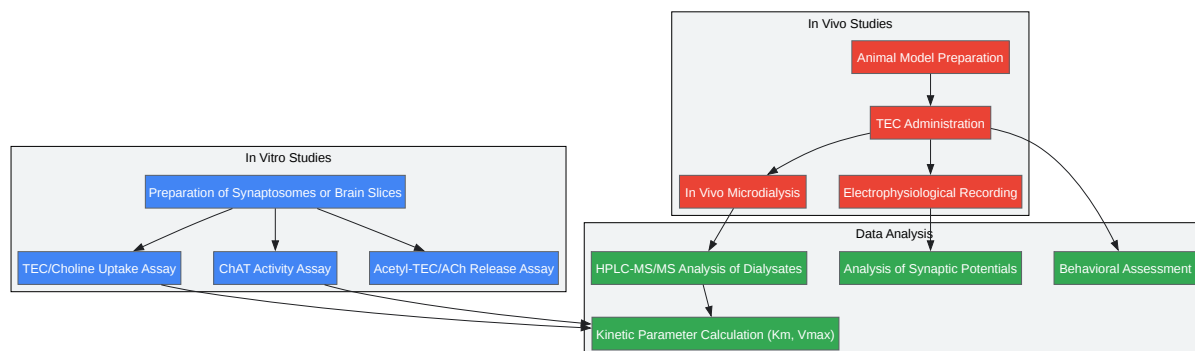 In Vivo Studies
Animal Model Preparation
TEC Administration
In Vivo Microdialysis
Electrophysiological Recording
In Vitro Studies
Preparation of Synaptosomes or Brain Slices
TEC/Choline Uptake Assay
ChAT Activity Assay
Acetyl-TEC/ACh Release Assay
Data Analysis
HPLC-MS/MS Analysis of Dialysates
Analysis of Synaptic Potentials
Behavioral Assessment
Kinetic Parameter Calculation (Km, Vmax)